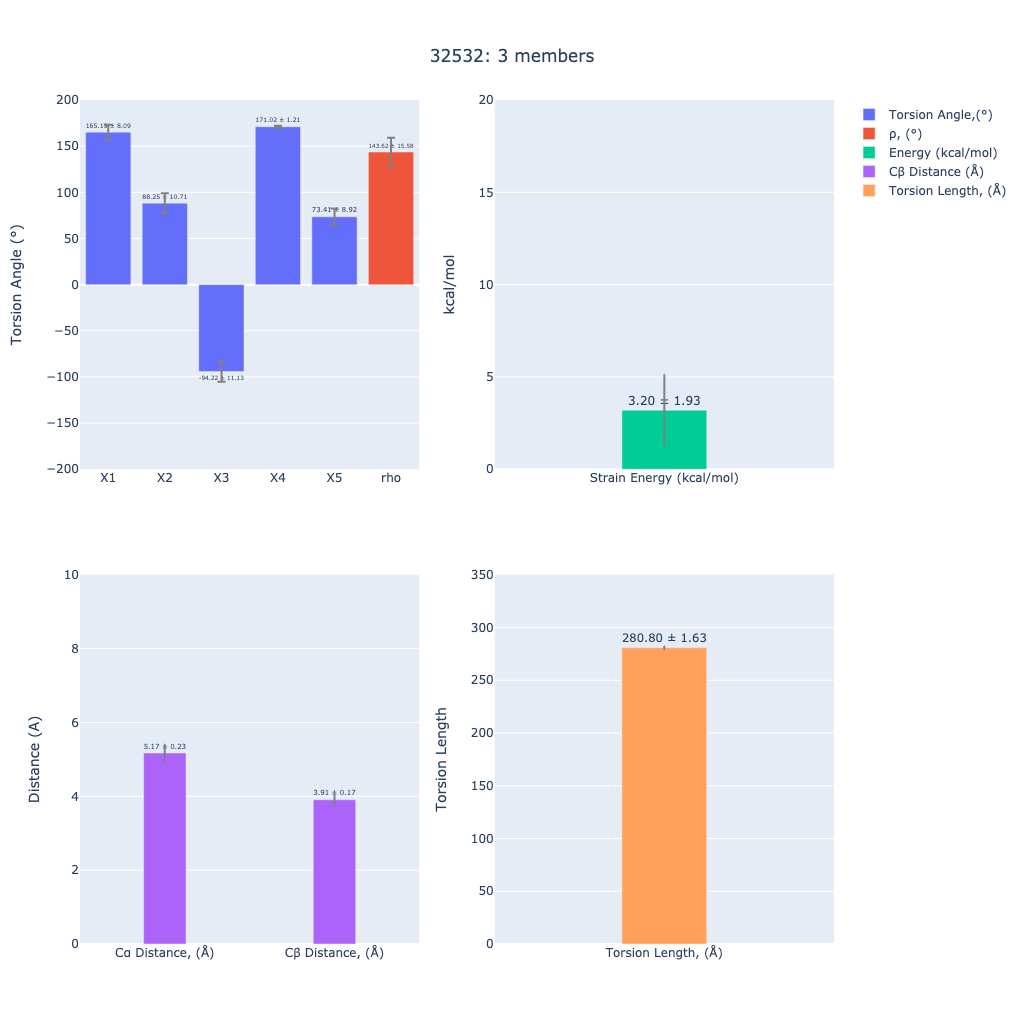 32532: 3 members
200
150
100
50
0
−50
−100
−150
−200
Torsion Angle (°)
165.19 ± 8.09
88.25 ± 10.71
-94.22 ± 11.13
171.02 ± 1.21
73.41 ± 8.92
143.62 ± 15.58
X1
X2
X3
X4
X5
rho
20
15
10
5
0
kcal/mol
3.20 ± 1.93
Strain Energy (kcal/mol)
Torsion Angle,(°)
ρ, (°)
Energy (kcal/mol)
Cβ Distance (Å)
Torsion Length, (Å)
10
8
6
4
2
0
Distance (A)
5.17 ± 0.23
3.91 ± 0.17
Cα Distance, (Å)
Cβ Distance, (Å)
350
300
250
200
150
100
50
0
Torsion Length
280.80 ± 1.63
Torsion Length, (Å)